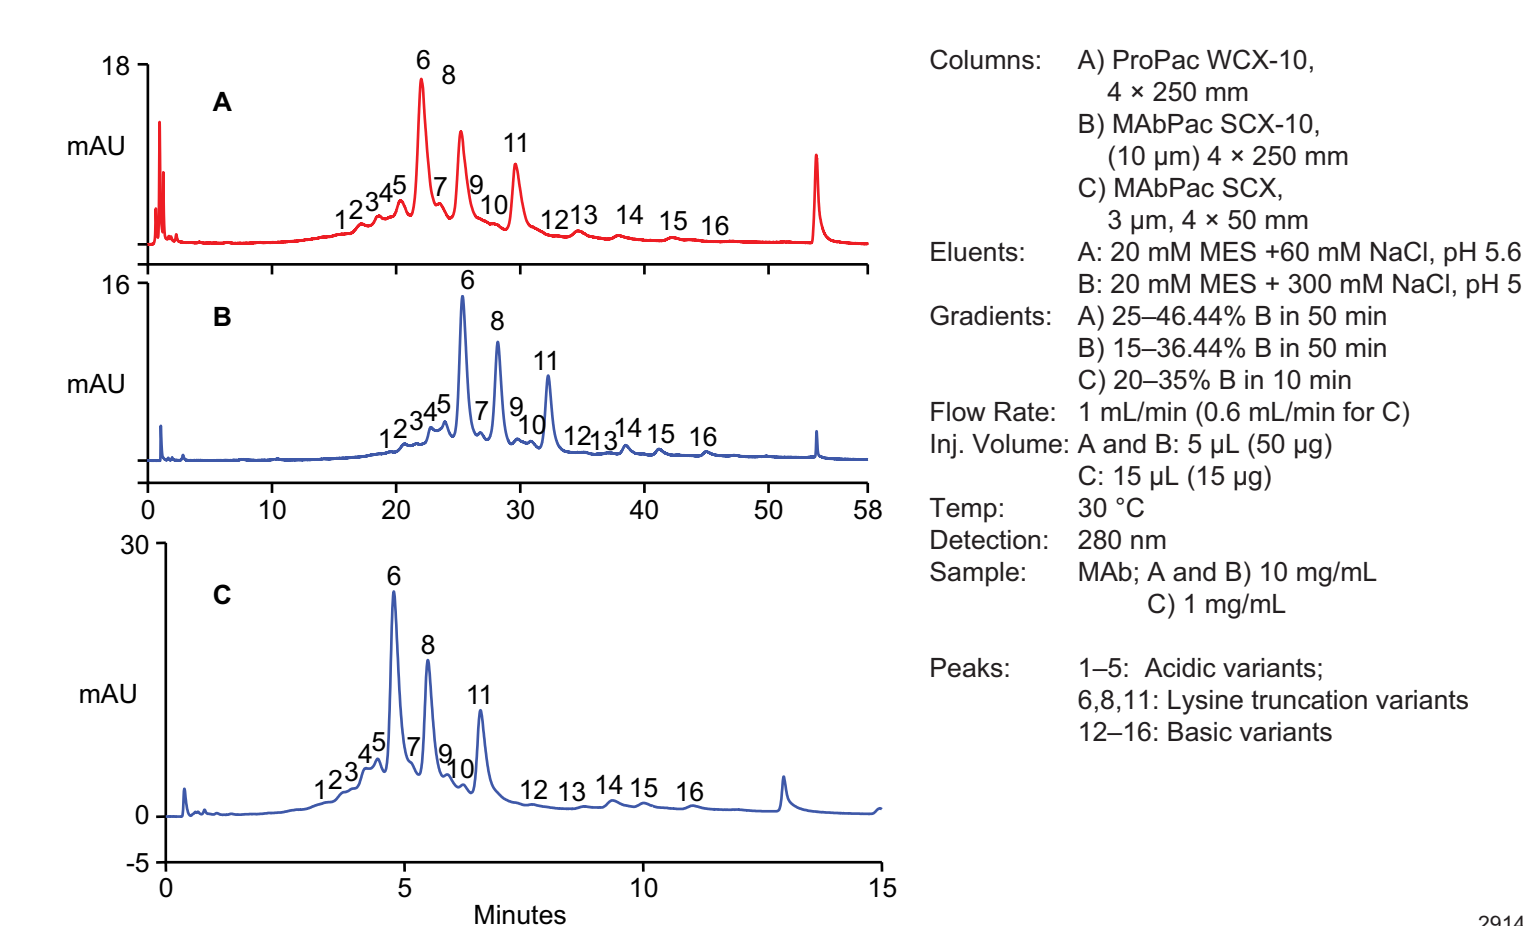 18
mAU
A
6
8
11
1 2 3 4 5 7 9 10 12 13 14 15 16
16
mAU
B
6
8
11
1 2 3 4 5 7 9 10 12 13 14 15 16
0 10 20 30 40 50 58
30
mAU
0
-5
C
6
8
11
1 2 3 4 5 7 9 10 12 13 14 15 16
0 5 10 15
Minutes
Columns: A) ProPac WCX-10,
4 × 250 mm
B) MAbPac SCX-10,
(10 µm) 4 × 250 mm
C) MAbPac SCX,
3 µm, 4 × 50 mm
Eluents: A: 20 mM MES +60 mM NaCl, pH 5.6
B: 20 mM MES + 300 mM NaCl, pH 5
Gradients: A) 25–46.44% B in 50 min
B) 15–36.44% B in 50 min
C) 20–35% B in 10 min
Flow Rate: 1 mL/min (0.6 mL/min for C)
Inj. Volume: A and B: 5 µL (50 µg)
C: 15 µL (15 µg)
Temp: 30 °C
Detection: 280 nm
Sample: MAb; A and B) 10 mg/mL
C) 1 mg/mL
Peaks: 1–5: Acidic variants;
6,8,11: Lysine truncation variants
12–16: Basic variants
2914